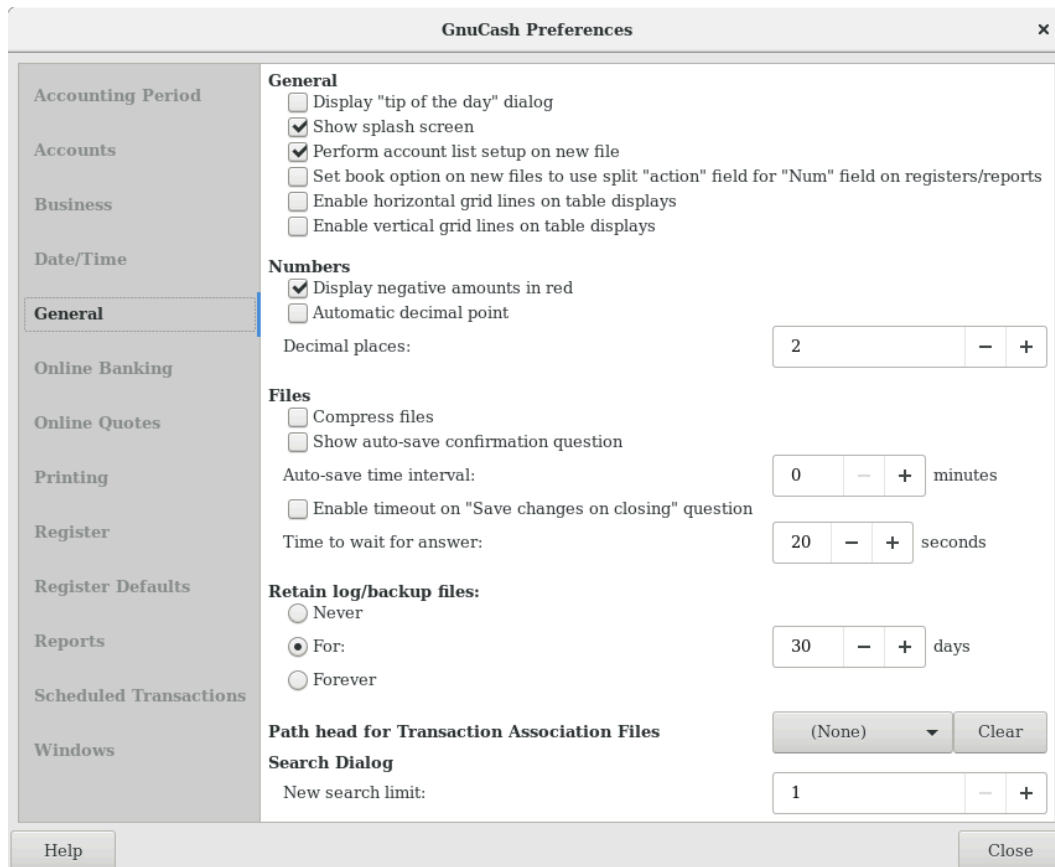 GnuCash Preferences
Accounting Period
Accounts
Business
Date/Time
General
Online Banking
Online Quotes
Printing
Register
Register Defaults
Reports
Scheduled Transactions
Windows
General
Display "tip of the day" dialog
Show splash screen
Perform account list setup on new file
Set book option on new files to use split "action" field for "Num" field on registers/reports
Enable horizontal grid lines on table displays
Enable vertical grid lines on table displays
Numbers
Display negative amounts in red
Automatic decimal point
Decimal places: 2
Files
Compress files
Show auto-save confirmation question
Auto-save time interval: 0 minutes
Enable timeout on "Save changes on closing" question
Time to wait for answer: 20 seconds
Retain log/backup files:
Never
For: 30 days
Forever
Path head for Transaction Association Files (None) Clear
Search Dialog
New search limit: 1
Help Close